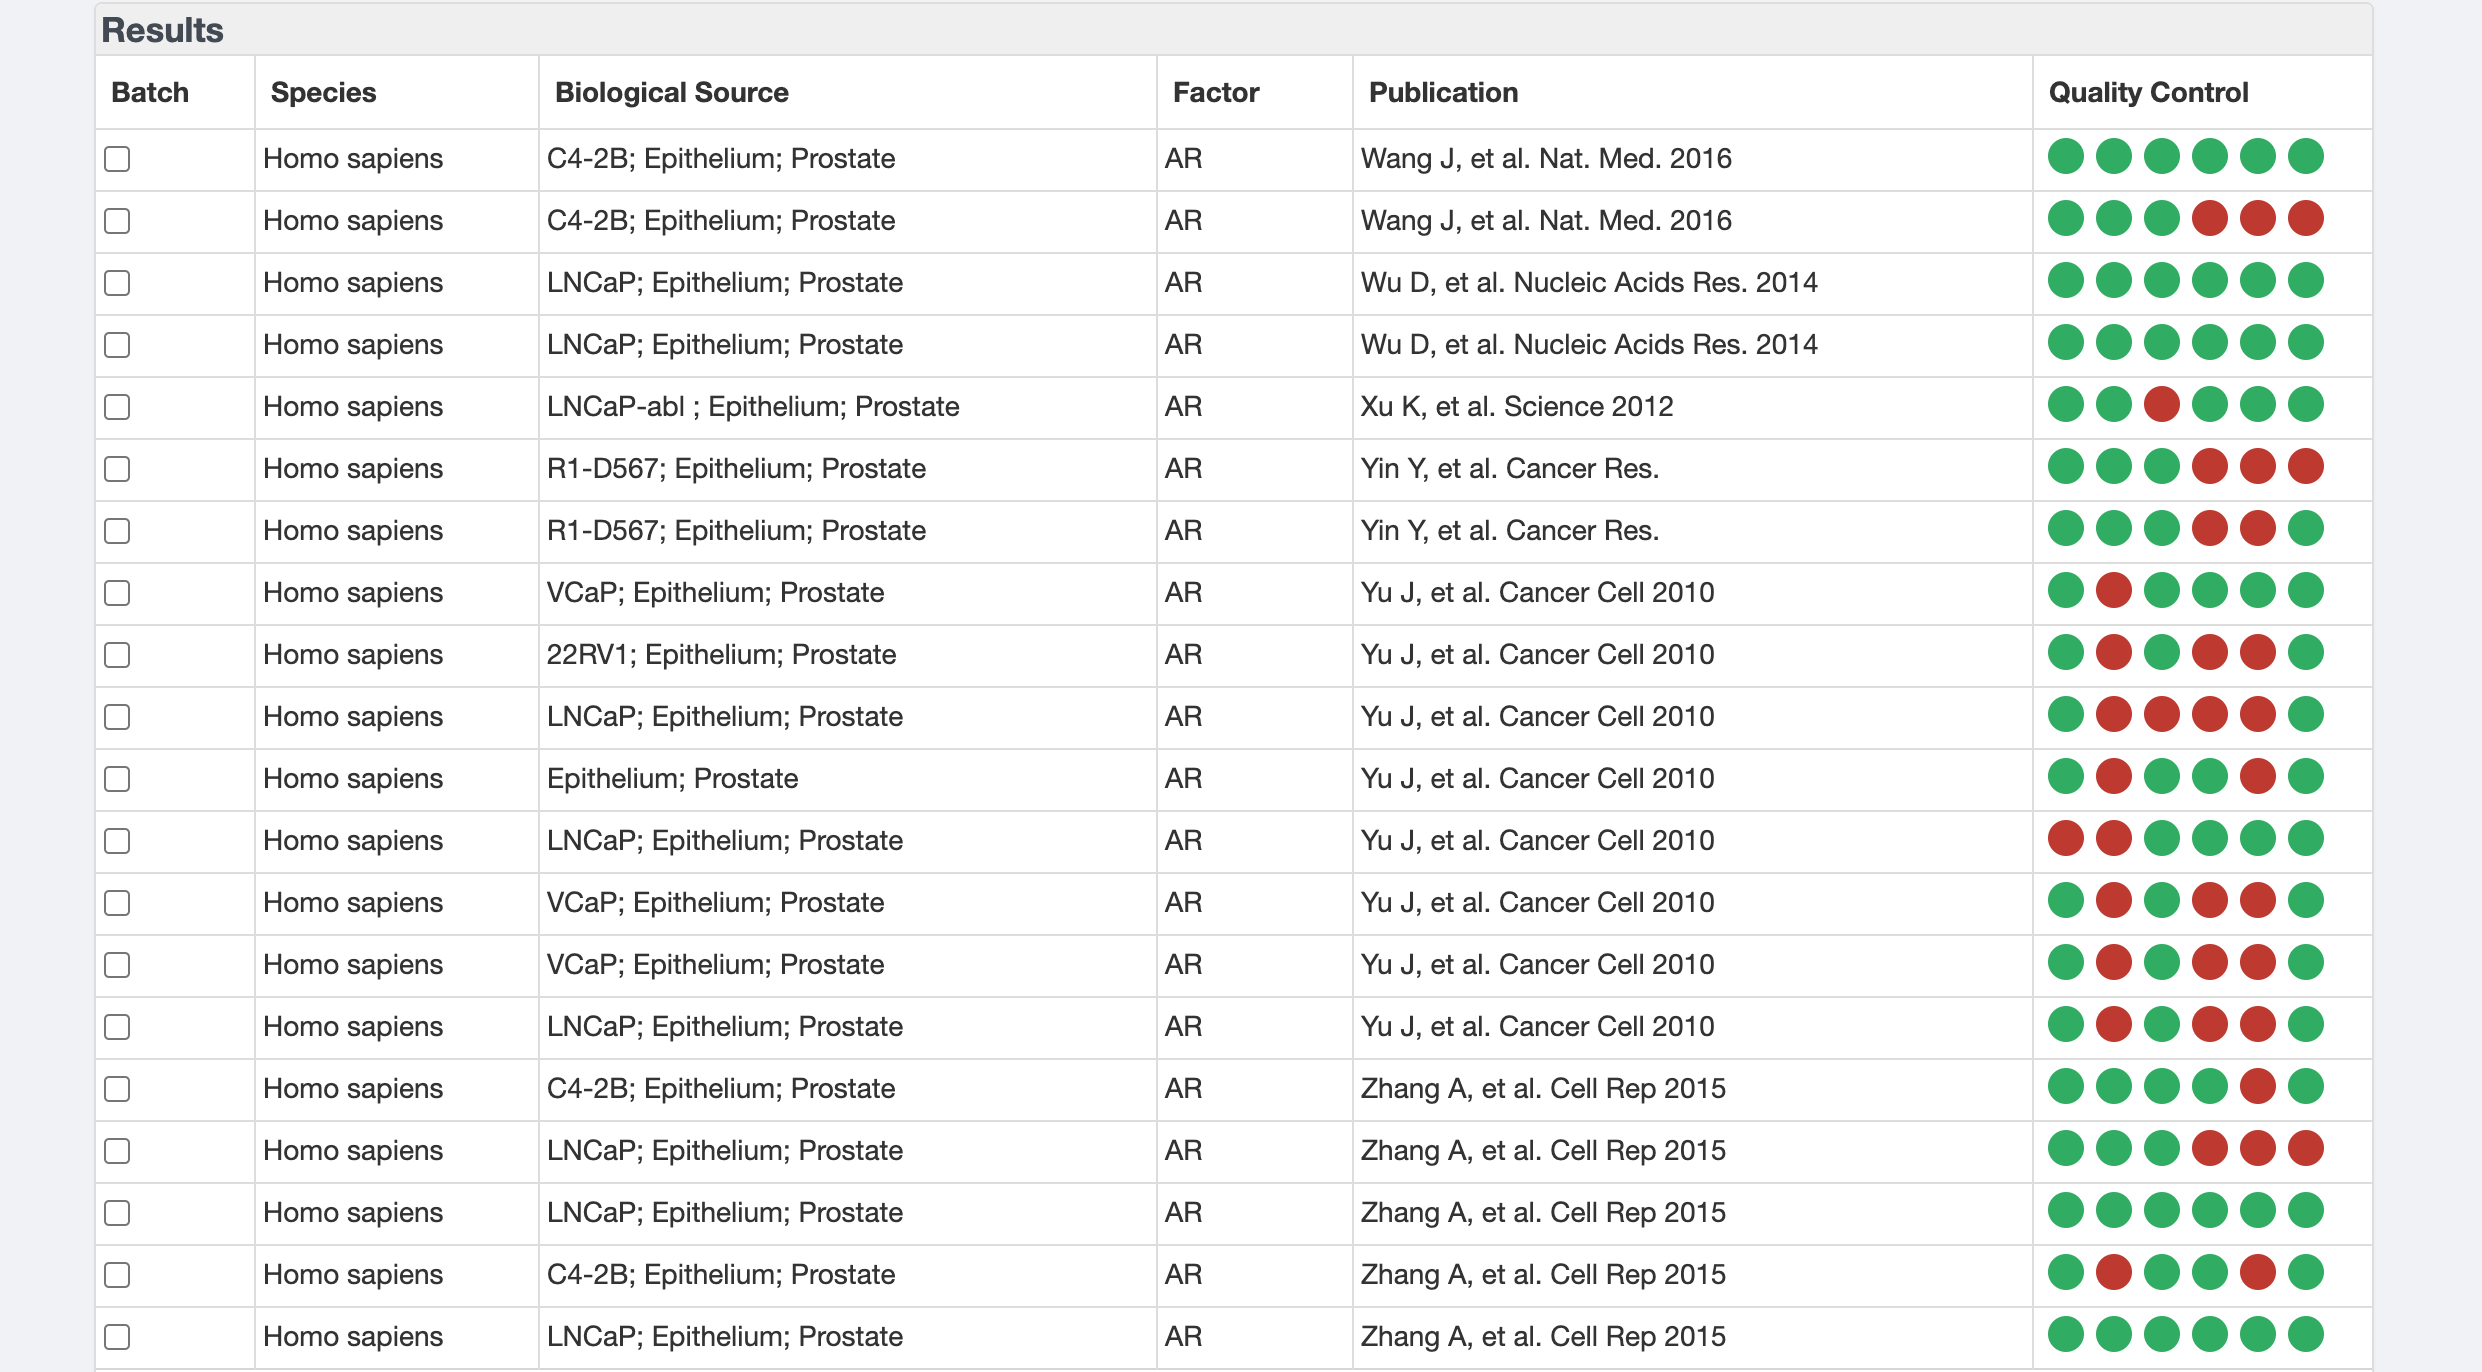 Results
Batch Species Biological Source Factor Publication Quality Control
Homo sapiens C4-2B; Epithelium; Prostate AR Wang J, et al. Nat. Med. 2016
Homo sapiens C4-2B; Epithelium; Prostate AR Wang J, et al. Nat. Med. 2016
Homo sapiens LNCaP; Epithelium; Prostate AR Wu D, et al. Nucleic Acids Res. 2014
Homo sapiens LNCaP; Epithelium; Prostate AR Wu D, et al. Nucleic Acids Res. 2014
Homo sapiens LNCaP-abl ; Epithelium; Prostate AR Xu K, et al. Science 2012
Homo sapiens R1-D567; Epithelium; Prostate AR Yin Y, et al. Cancer Res.
Homo sapiens R1-D567; Epithelium; Prostate AR Yin Y, et al. Cancer Res.
Homo sapiens VCaP; Epithelium; Prostate AR Yu J, et al. Cancer Cell 2010
Homo sapiens 22RV1; Epithelium; Prostate AR Yu J, et al. Cancer Cell 2010
Homo sapiens LNCaP; Epithelium; Prostate AR Yu J, et al. Cancer Cell 2010
Homo sapiens Epithelium; Prostate AR Yu J, et al. Cancer Cell 2010
Homo sapiens LNCaP; Epithelium; Prostate AR Yu J, et al. Cancer Cell 2010
Homo sapiens VCaP; Epithelium; Prostate AR Yu J, et al. Cancer Cell 2010
Homo sapiens VCaP; Epithelium; Prostate AR Yu J, et al. Cancer Cell 2010
Homo sapiens LNCaP; Epithelium; Prostate AR Yu J, et al. Cancer Cell 2010
Homo sapiens C4-2B; Epithelium; Prostate AR Zhang A, et al. Cell Rep 2015
Homo sapiens LNCaP; Epithelium; Prostate AR Zhang A, et al. Cell Rep 2015
Homo sapiens LNCaP; Epithelium; Prostate AR Zhang A, et al. Cell Rep 2015
Homo sapiens C4-2B; Epithelium; Prostate AR Zhang A, et al. Cell Rep 2015
Homo sapiens LNCaP; Epithelium; Prostate AR Zhang A, et al. Cell Rep 2015